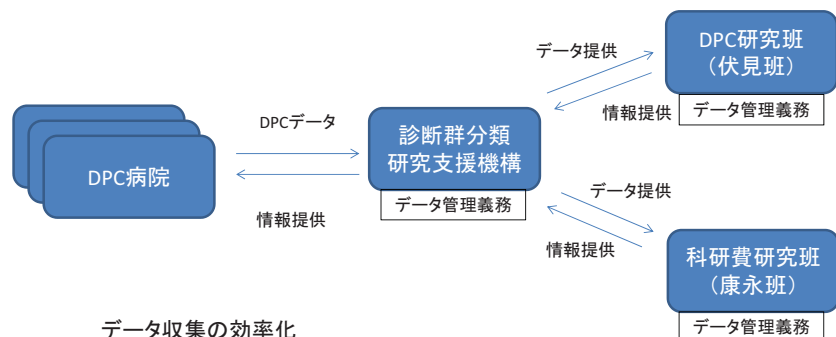 データ提供
DPC研究班
（伏見班）
情報提供
データ管理義務
DPCデータ
診断群分類
研究支援機構
データ管理義務
DPC病院
情報提供
データ提供
情報提供
科研費研究班
（康永班）
データ管理義務
データ収集の効率化